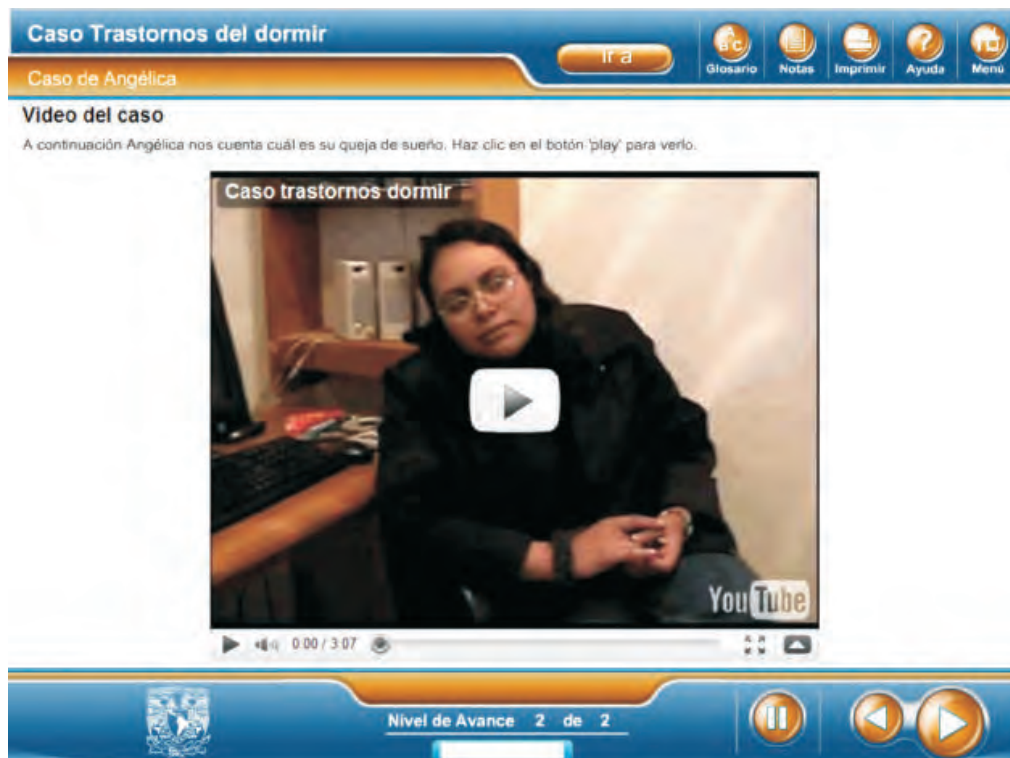 Caso Trastornos del dormir
Ir a
Glosario
Notas
Imprimir
Ayuda
Menú
Caso de Angélica
Video del caso
A continuación Angélica nos cuenta cuál es su queja de sueño. Haz clic en el botón 'play' para verlo.
Caso trastornos dormir
YouTube
0:00 / 3:07
Nivel de Avance 2 de 2